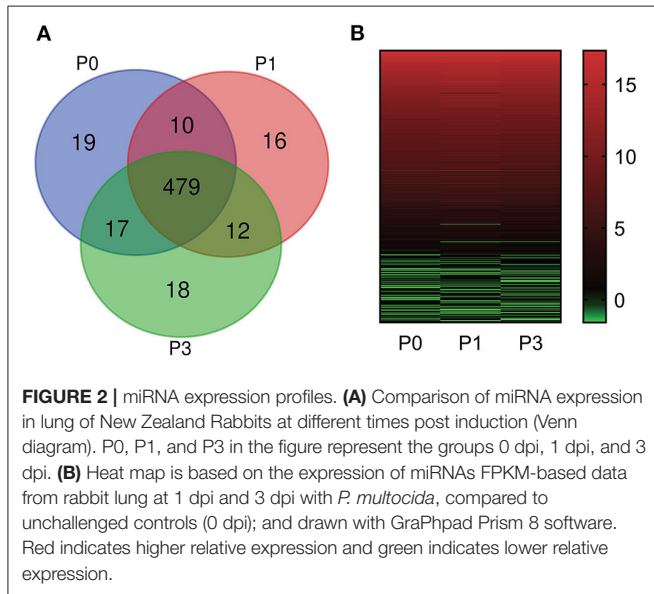 A
B
P0
P1
19
10
16
479
17
12
18
P3
15
10
5
0
P0 P1 P3
FIGURE 2 | miRNA expression profiles. (A) Comparison of miRNA expression
in lung of New Zealand Rabbits at different times post induction (Venn
diagram). P0, P1, and P3 in the figure represent the groups 0 dpi, 1 dpi, and 3
dpi. (B) Heat map is based on the expression of miRNAs FPKM-based data
from rabbit lung at 1 dpi and 3 dpi with P. multocida, compared to
unchallenged controls (0 dpi); and drawn with GraPhpad Prism 8 software.
Red indicates higher relative expression and green indicates lower relative
expression.